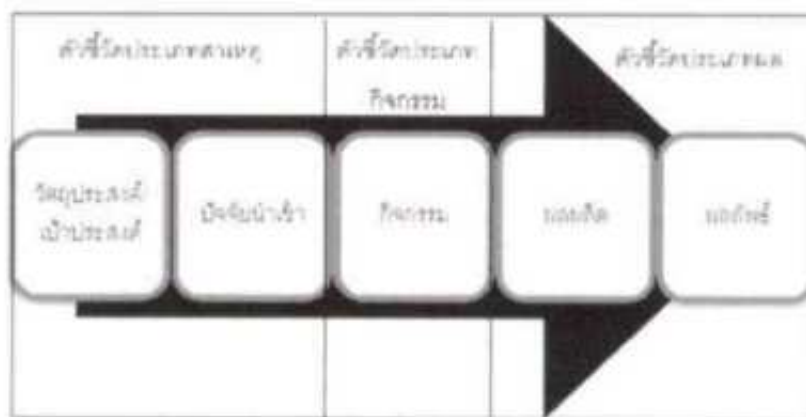 ตัวชี้วัดประเภทสาเหตุ
ตัวชี้วัดประเภท
กิจกรรม
ตัวชี้วัดประเภทผล
วัตถุประสงค์
เป้าประสงค์
ปัจจัยนำเข้า
กิจกรรม
ผลผลิต
ผลลัพธ์